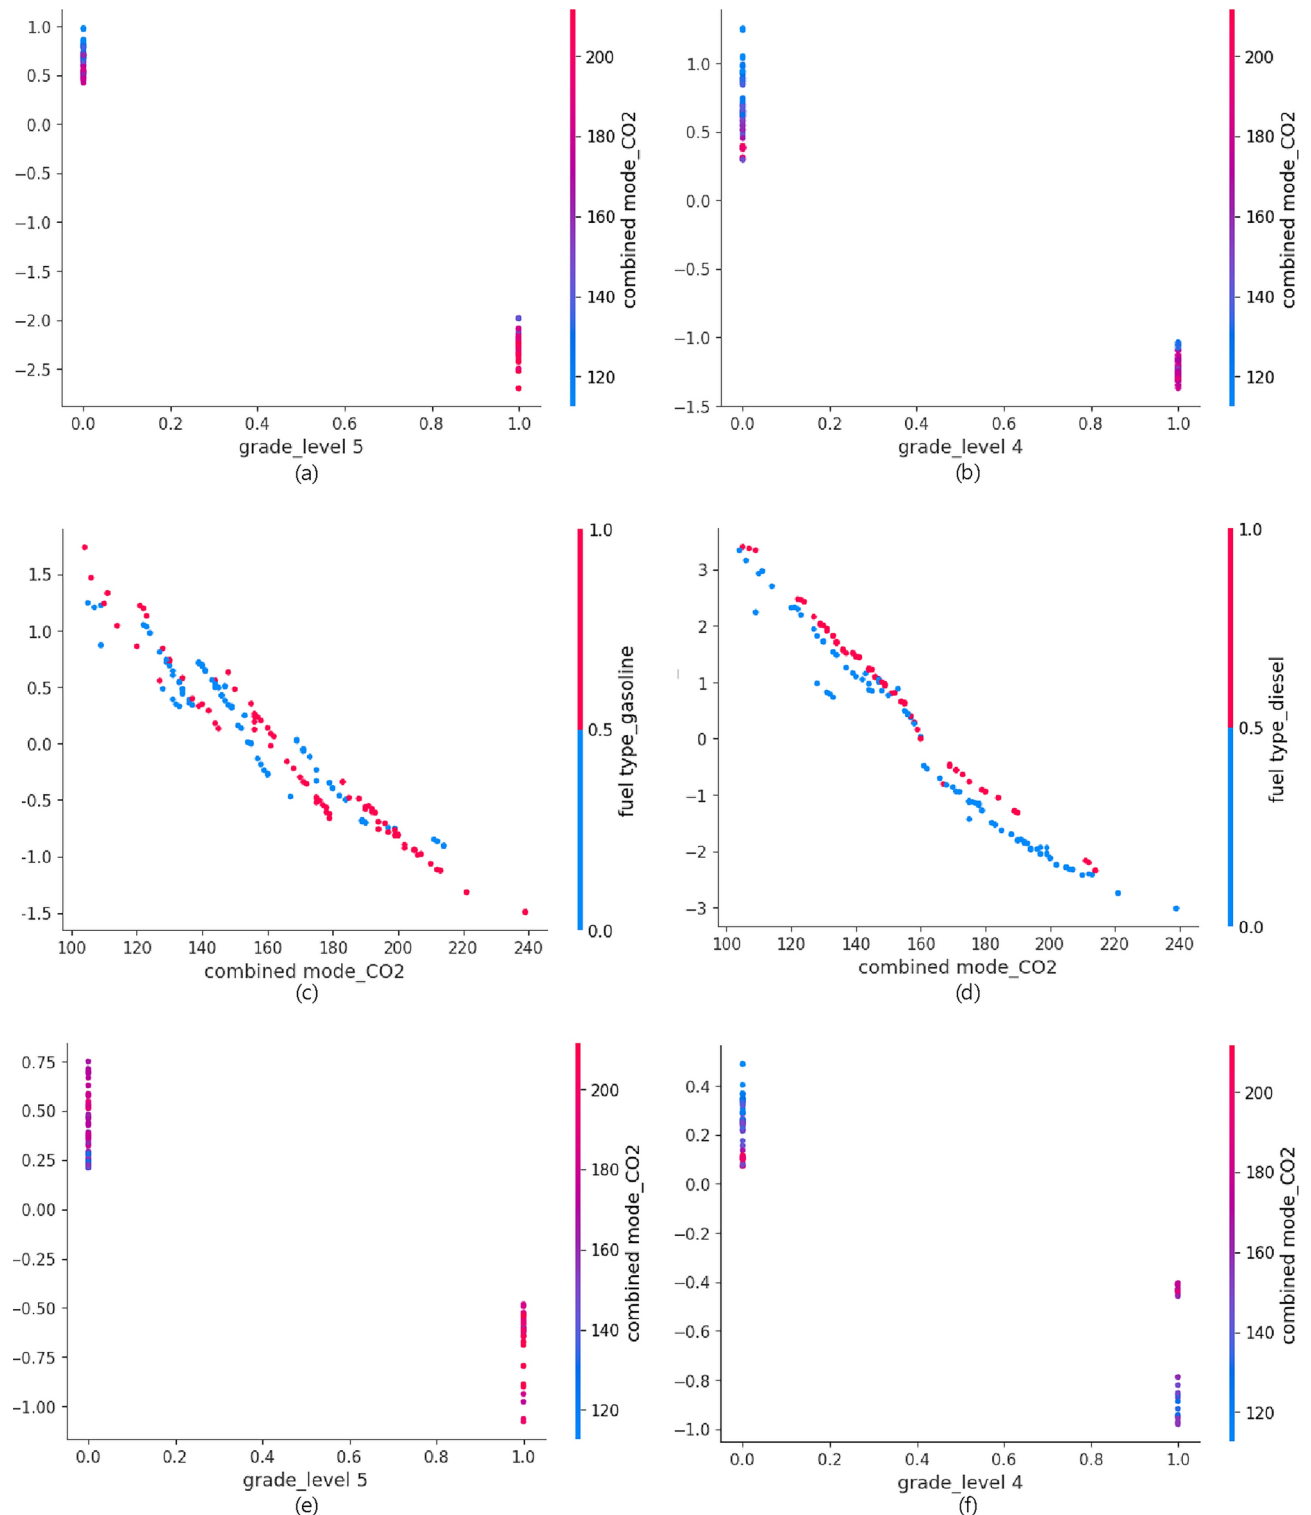 1.0
0.5
0.0
−0.5
−1.0
−1.5
−2.0
−2.5
0.0 0.2 0.4 0.6 0.8 1.0
grade_level 5
(a)
200
180
160
140
120
combined mode_CO2
1.0
0.5
0.0
−0.5
−1.0
−1.5
0.0 0.2 0.4 0.6 0.8 1.0
grade_level 4
(b)
200
180
160
140
120
combined mode_CO2
1.5
1.0
0.5
0.0
-0.5
-1.0
-1.5
100 120 140 160 180 200 220 240
combined mode_CO2
(c)
1.0
0.5
0.0
fuel type_gasoline
3
2
1
0
−1
−2
−3
100 120 140 160 180 200 220 240
combined mode_CO2
(d)
1.0
0.5
0.0
fuel type_diesel
0.75
0.50
0.25
0.00
−0.25
−0.50
−0.75
−1.00
0.0 0.2 0.4 0.6 0.8 1.0
grade_level 5
(e)
200
180
160
140
120
combined mode_CO2
0.4
0.2
0.0
−0.2
−0.4
−0.6
−0.8
−1.0
0.0 0.2 0.4 0.6 0.8 1.0
grade_level 4
(f)
200
180
160
140
120
combined mode_CO2